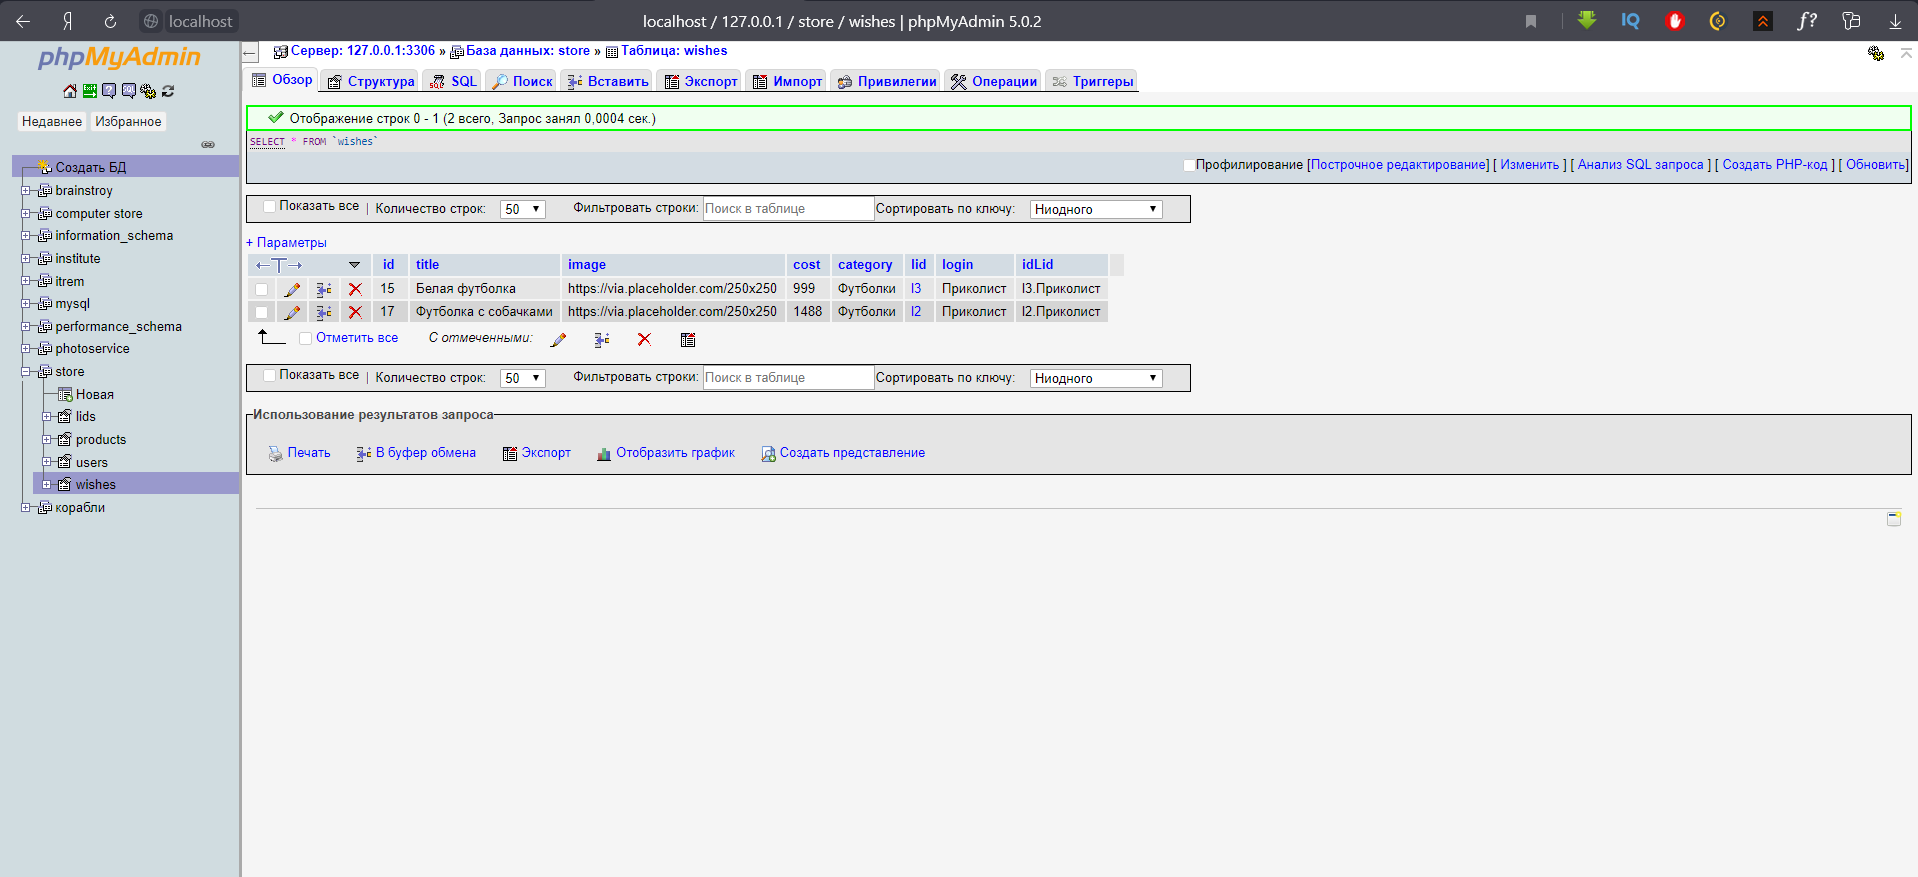 localhost
localhost / 127.0.0.1 / store / wishes | phpMyAdmin 5.0.2
phpMyAdmin
Недавнее Избранное
Создать БД
brainstroy
computer store
information_schema
institute
itrem
mysql
performance_schema
photoservice
store
Новая
lids
products
users
wishes
корабли
Сервер: 127.0.0.1:3306 » База данных: store » Таблица: wishes
Обзор Структура SQL Поиск Вставить Экспорт Импорт Привилегии Операции Триггеры
Отображение строк 0 - 1 (2 всего, Запрос занял 0,0004 сек.)
SELECT * FROM `wishes`
Профилирование [Построчное редактирование] [ Изменить ] [ Анализ SQL запроса ] [ Создать PHP-код ] [ Обновить]
Показать все | Количество строк: 50 Фильтровать строки: Поиск в таблице Сортировать по ключу: Ниодного
+ Параметры
←T→ id title image cost category lid login idLid
15 Белая футболка https://via.placeholder.com/250x250 999 Футболки l3 Приколист l3.Приколист
17 Футболка с собачками https://via.placeholder.com/250x250 1488 Футболки l2 Приколист l2.Приколист
Отметить все С отмеченными:
Показать все | Количество строк: 50 Фильтровать строки: Поиск в таблице Сортировать по ключу: Ниодного
Использование результатов запроса
Печать В буфер обмена Экспорт Отобразить график Создать представление